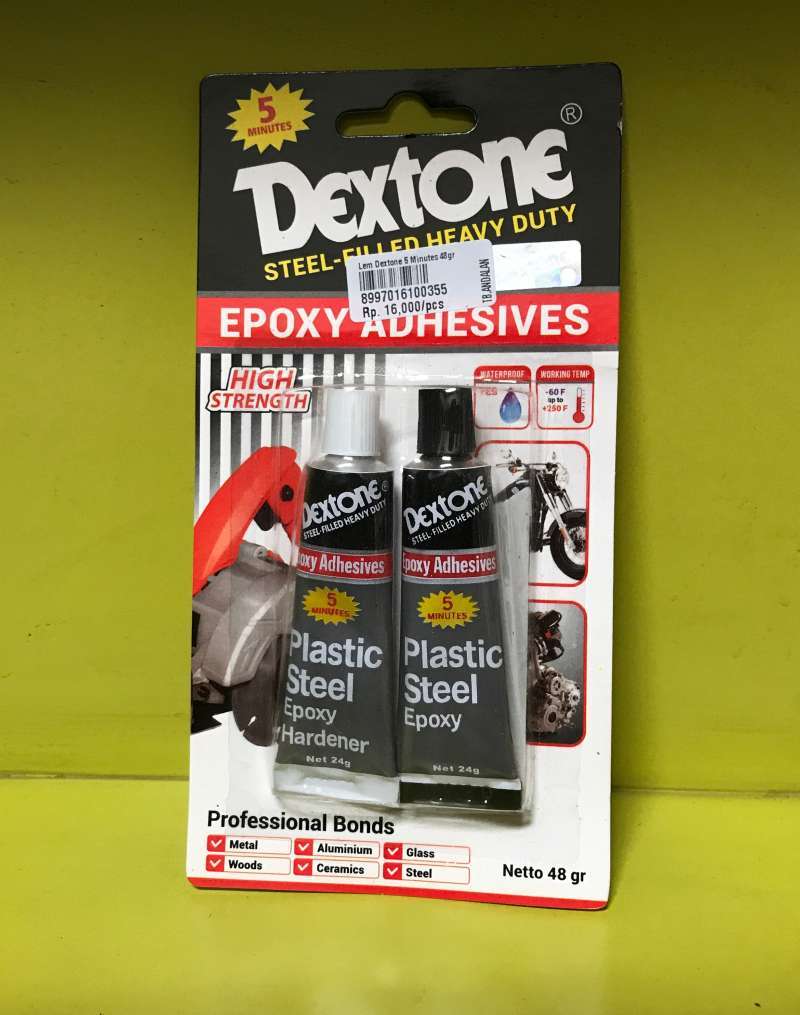 5
MINUTES
DEXTONE®
STEEL-FILLED HEAVY DUTY
Lem Dextone 5 Minutes 48gr
8997016100355
Rp. 16,000/pcs
TB.ANDALAN
EPOXY ADHESIVES
HIGH
STRENGTH
WATERPROOF
YES
WORKING TEMP
-60 F
up to
+250 F
DEXTONE®
STEEL-FILLED HEAVY DUTY
Epoxy Adhesives
5
MINUTES
Plastic
Steel
Epoxy
Hardener
Net 24g
DEXTONE
STEEL-FILLED HEAVY DUTY
Epoxy Adhesives
5
MINUTES
Plastic
Steel
Epoxy
Net 24g
Professional Bonds
Metal
Aluminium
Glass
Woods
Ceramics
Steel
Netto 48 gr